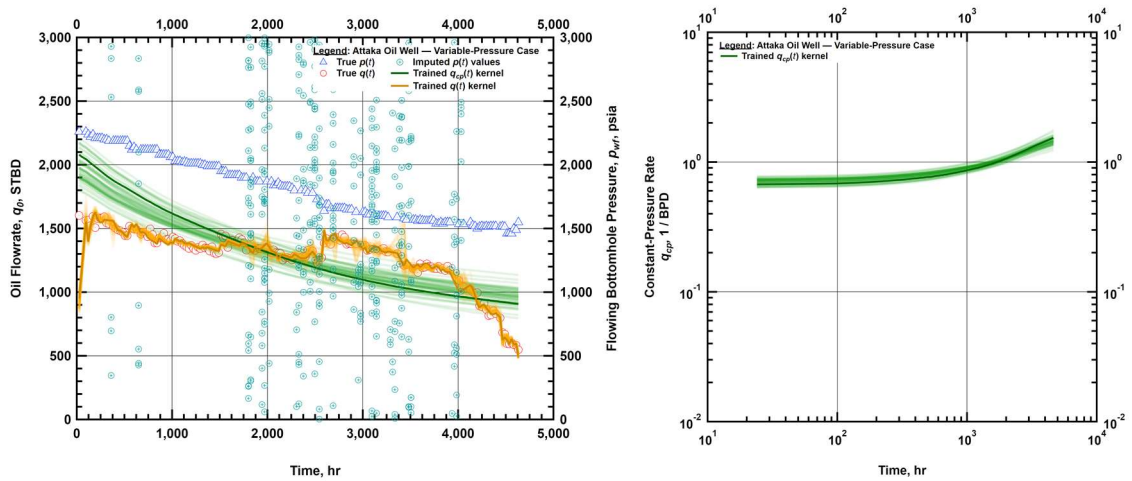 0 1,000 2,000 3,000 4,000 5,000
3,000 2,500 2,000 1,500 1,000 500 0
Oil Flowrate, q₀, STBD
Legend: Attaka Oil Well — Variable-Pressure Case
True p(t) Imputed p(t) values
True q(t) Trained qcp(t) kernel
Trained q(t) kernel
3,000 2,500 2,000 1,500 1,000 500 0
Flowing Bottomhole Pressure, pwf, psia
0 1,000 2,000 3,000 4,000 5,000
Time, hr
10¹ 10² 10³ 10⁴
10¹ 10⁰ 10⁻¹ 10⁻²
Constant-Pressure Rate
qcp, 1 / BPD
Legend: Attaka Oil Well — Variable-Pressure Case
Trained qcp(t) kernel
10¹ 10⁰ 10⁻¹ 10⁻²
10¹ 10² 10³ 10⁴
Time, hr